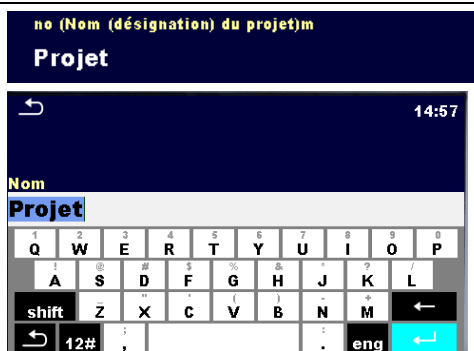 no (Nom (désignation) du projet)m
Projet
14:57
Nom
Projet
1 2 3 4 5 6 7 8 9 0
Q W E R T Y U I O P
! @ # $ % & * ? /
A S D F G H J K L
_ " ' ( ) - +
shift Z X C V B N M ←
; :
12# , . eng